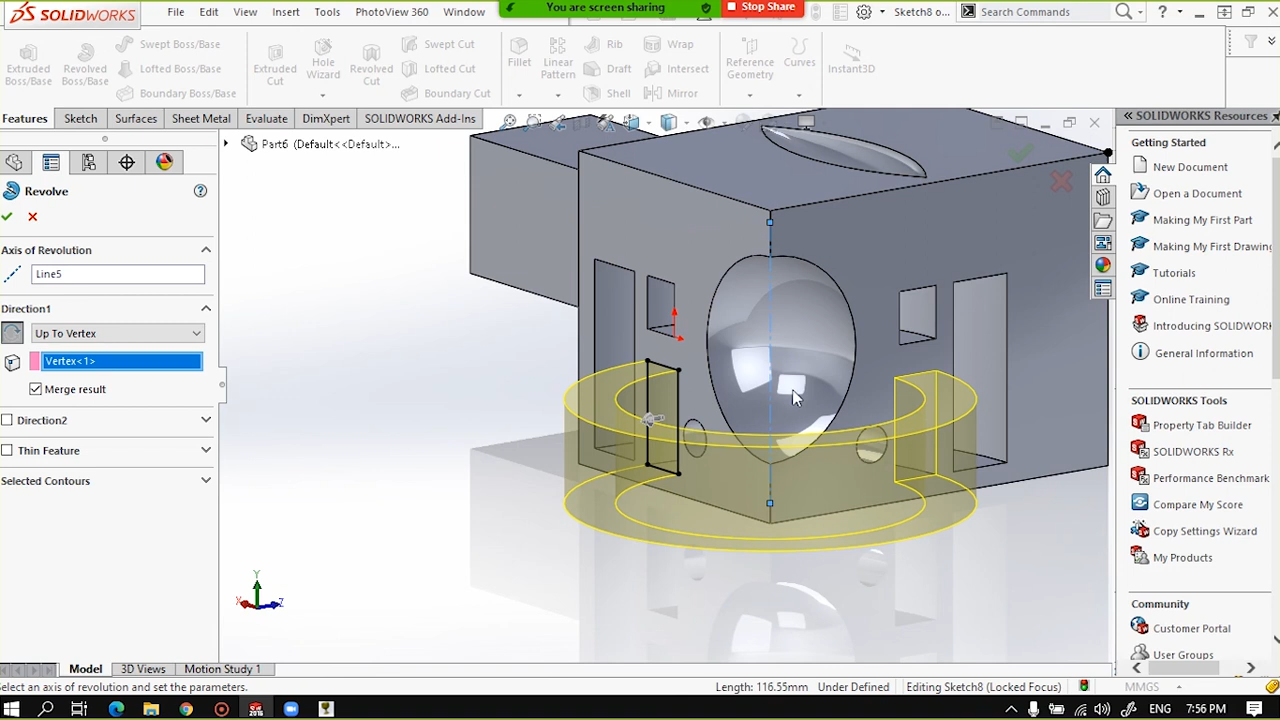 SOLIDWORKS
File
Edit
View
Insert
Tools
PhotoView 360
Window
You are screen sharing
Stop Share
Sketch8 o...
Search Commands
Extruded Boss/Base
Revolved Boss/Base
Swept Boss/Base
Lofted Boss/Base
Boundary Boss/Base
Extruded Cut
Hole Wizard
Revolved Cut
Swept Cut
Lofted Cut
Boundary Cut
Fillet
Linear Pattern
Rib
Draft
Shell
Wrap
Intersect
Mirror
Reference Geometry
Curves
Instant3D
Features
Sketch
Surfaces
Sheet Metal
Evaluate
DimXpert
SOLIDWORKS Add-Ins
Part6 (Default<<Default>...
Revolve
Axis of Revolution
Line5
Direction1
Up To Vertex
Vertex<1>
Merge result
Direction2
Thin Feature
Selected Contours
Y
X
Z
SOLIDWORKS Resources
Getting Started
New Document
Open a Document
Making My First Part
Making My First Drawing
Tutorials
Online Training
Introducing SOLIDWOR
General Information
SOLIDWORKS Tools
Property Tab Builder
SOLIDWORKS Rx
Performance Benchmark
Compare My Score
Copy Settings Wizard
My Products
Community
Customer Portal
User Groups
Model
3D Views
Motion Study 1
Select an axis of revolution and set the parameters.
Length: 116.55mm
Under Defined
Editing Sketch8 (Locked Focus)
MMGS
ENG
7:56 PM